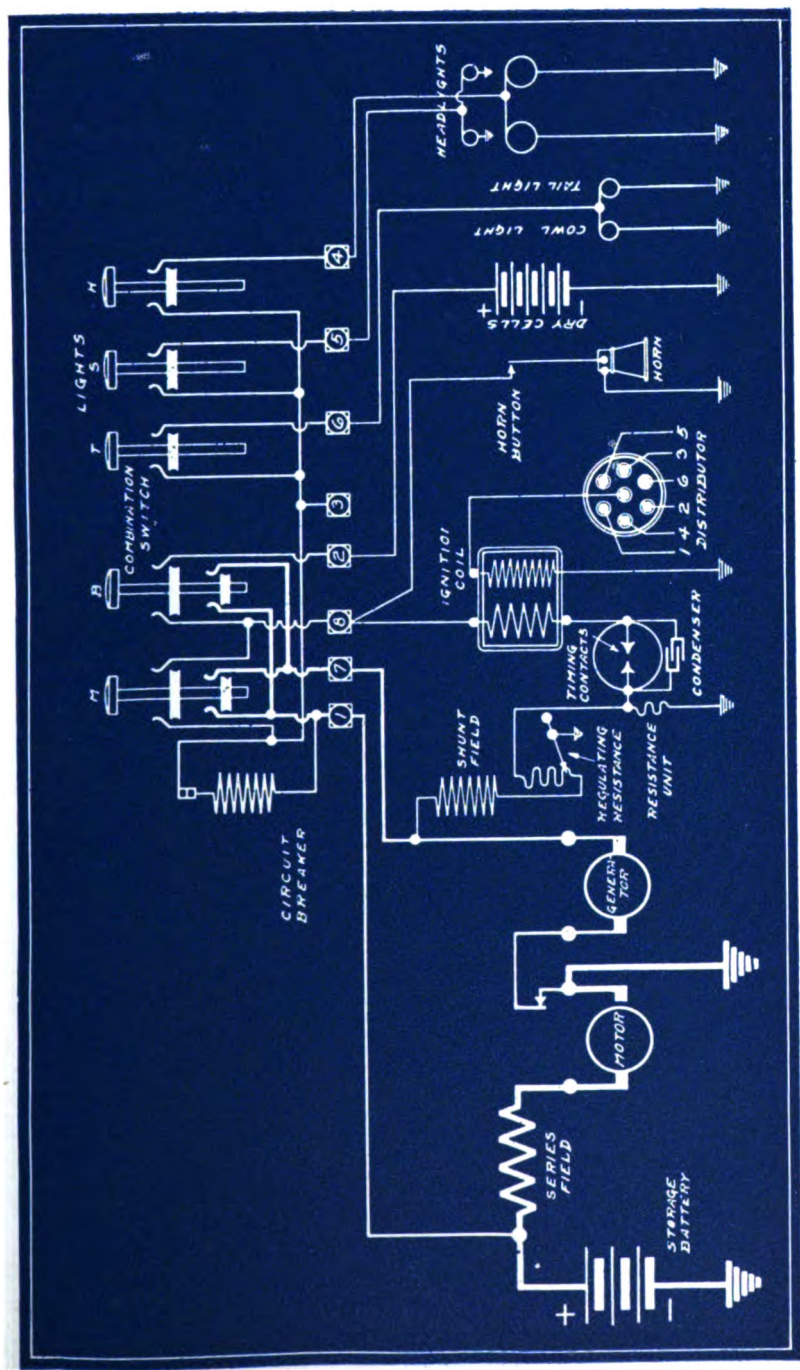 M
B
T
S
H
LIGHTS
COMBINATION
SWITCH
CIRCUIT
BREAKER
1
7
8
2
3
6
5
4
SERIES
FIELD
STORAGE
BATTERY
+
−
MOTOR
GENERA
TOR
SHUNT
FIELD
REGULATING
RESISTANCE
RESISTANCE
UNIT
TIMING
CONTACTS
CONDENSER
IGNITION
COIL
1 4 2 6 3 5
DISTRIBUTOR
HORN
BUTTON
HORN
+
−
DRY CELLS
COWL LIGHT
TAIL LIGHT
HEADLIGHTS